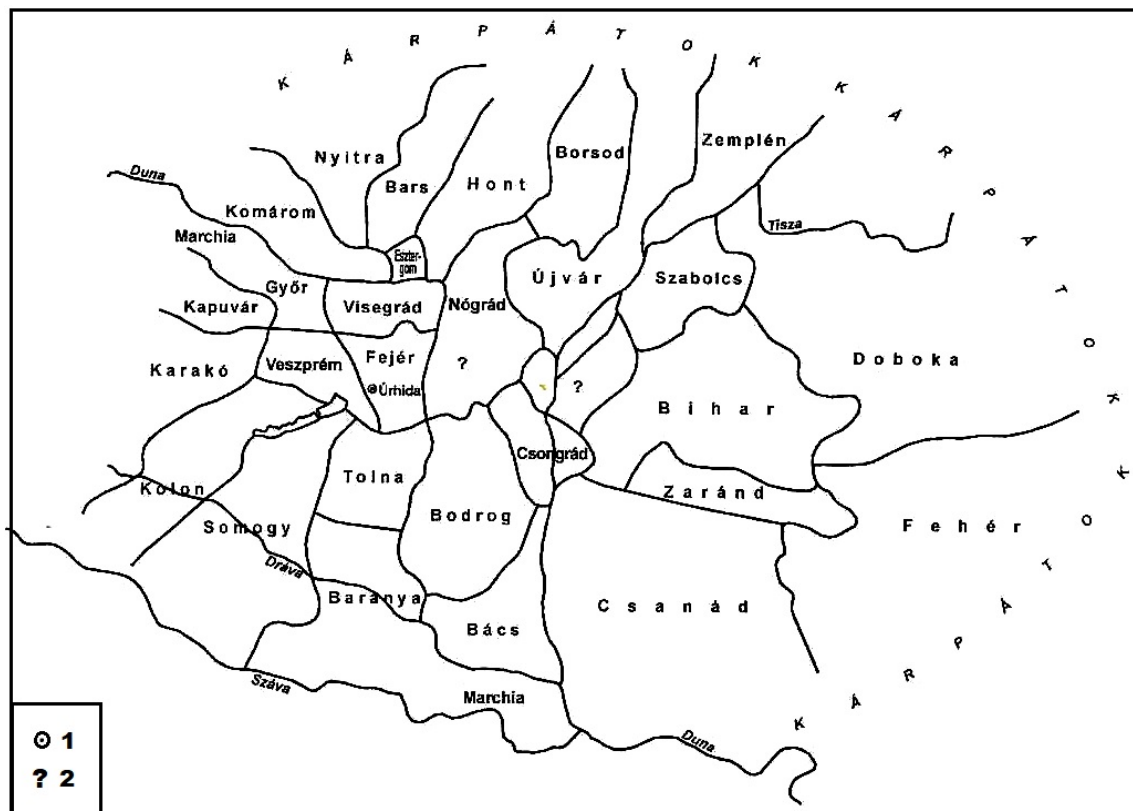 KÁRPÁTOK
KÁRPÁTOK
KÁRPÁTOK
Nyitra
Bars
Hont
Borsod
Zemplén
Duna
Komárom
Marchia
Eszter-
gom
Tisza
Győr
Visegrád
Nógrád
Újvár
Szabolcs
Kapuvár
Karakó
Veszprém
Fejér
?
?
Doboka
Úrhida
Bihar
Csongrád
Tolna
Kolon
Somogy
Bodrog
Zaránd
Fehér
Dráva
Baranya
Csanád
Bács
Száva
Marchia
Duna
1
? 2